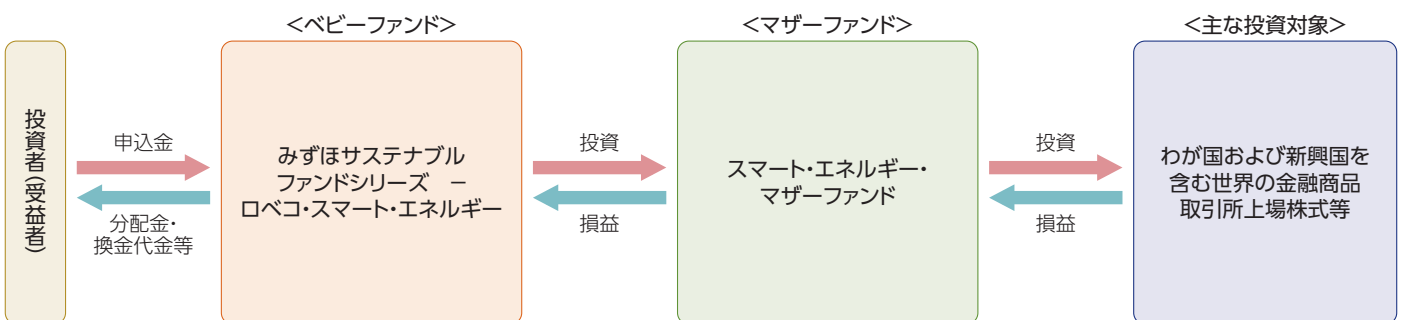 ＜ベビーファンド＞
＜マザーファンド＞
＜主な投資対象＞
投資者（受益者）
申込金
分配金・
換金代金等
みずほサステナブル
ファンドシリーズ　－
ロベコ・スマート・エネルギー
投資
損益
スマート・エネルギー・
マザーファンド
投資
損益
わが国および新興国を
含む世界の金融商品
取引所上場株式等